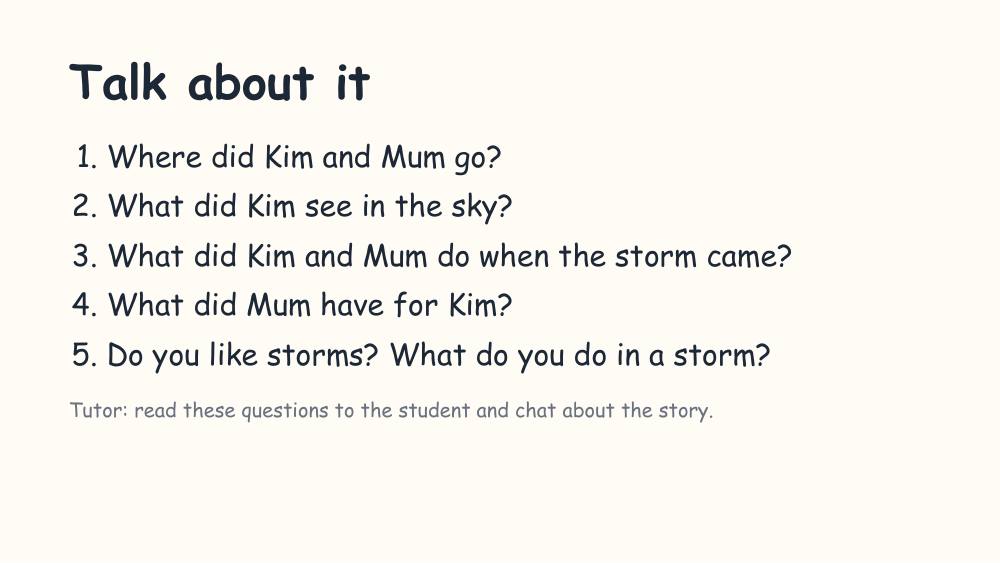 Talk about it
1. Where did Kim and Mum go?
2. What did Kim see in the sky?
3. What did Kim and Mum do when the storm came?
4. What did Mum have for Kim?
5. Do you like storms? What do you do in a storm?
Tutor: read these questions to the student and chat about the story.